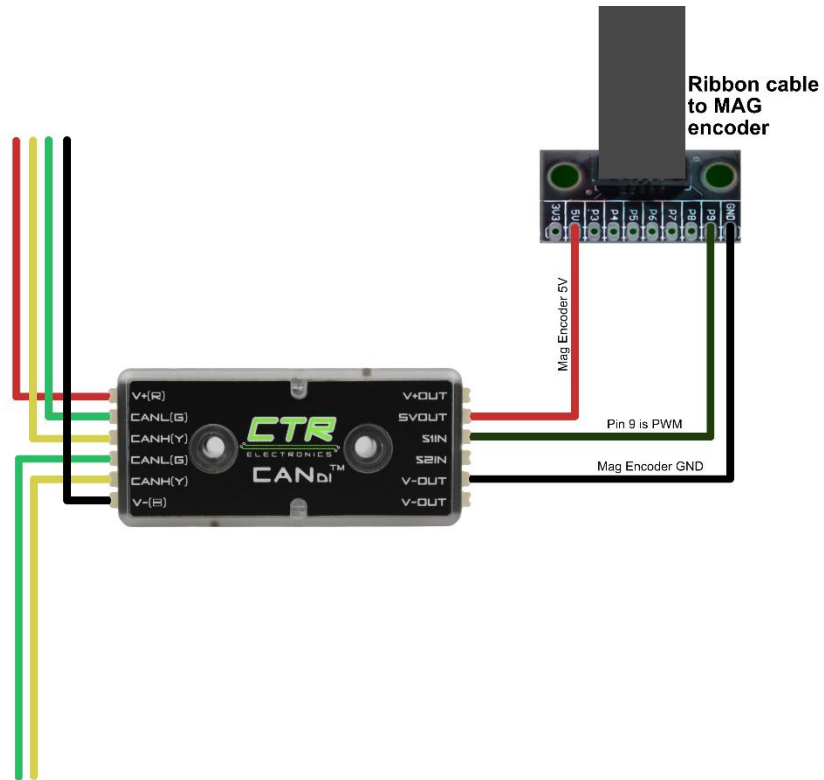 Ribbon cable
to MAG
encoder
3V3
5V
P3
P4
P5
P6
P7
P8
P9
GND
Mag Encoder 5V
Pin 9 is PWM
Mag Encoder GND
V+(R)
CANL(G)
CANH(Y)
CANL(G)
CANH(Y)
V-(B)
CTR
ELECTRONICS
CANDI™
V+OUT
5VOUT
S1IN
S2IN
V-OUT
V-OUT